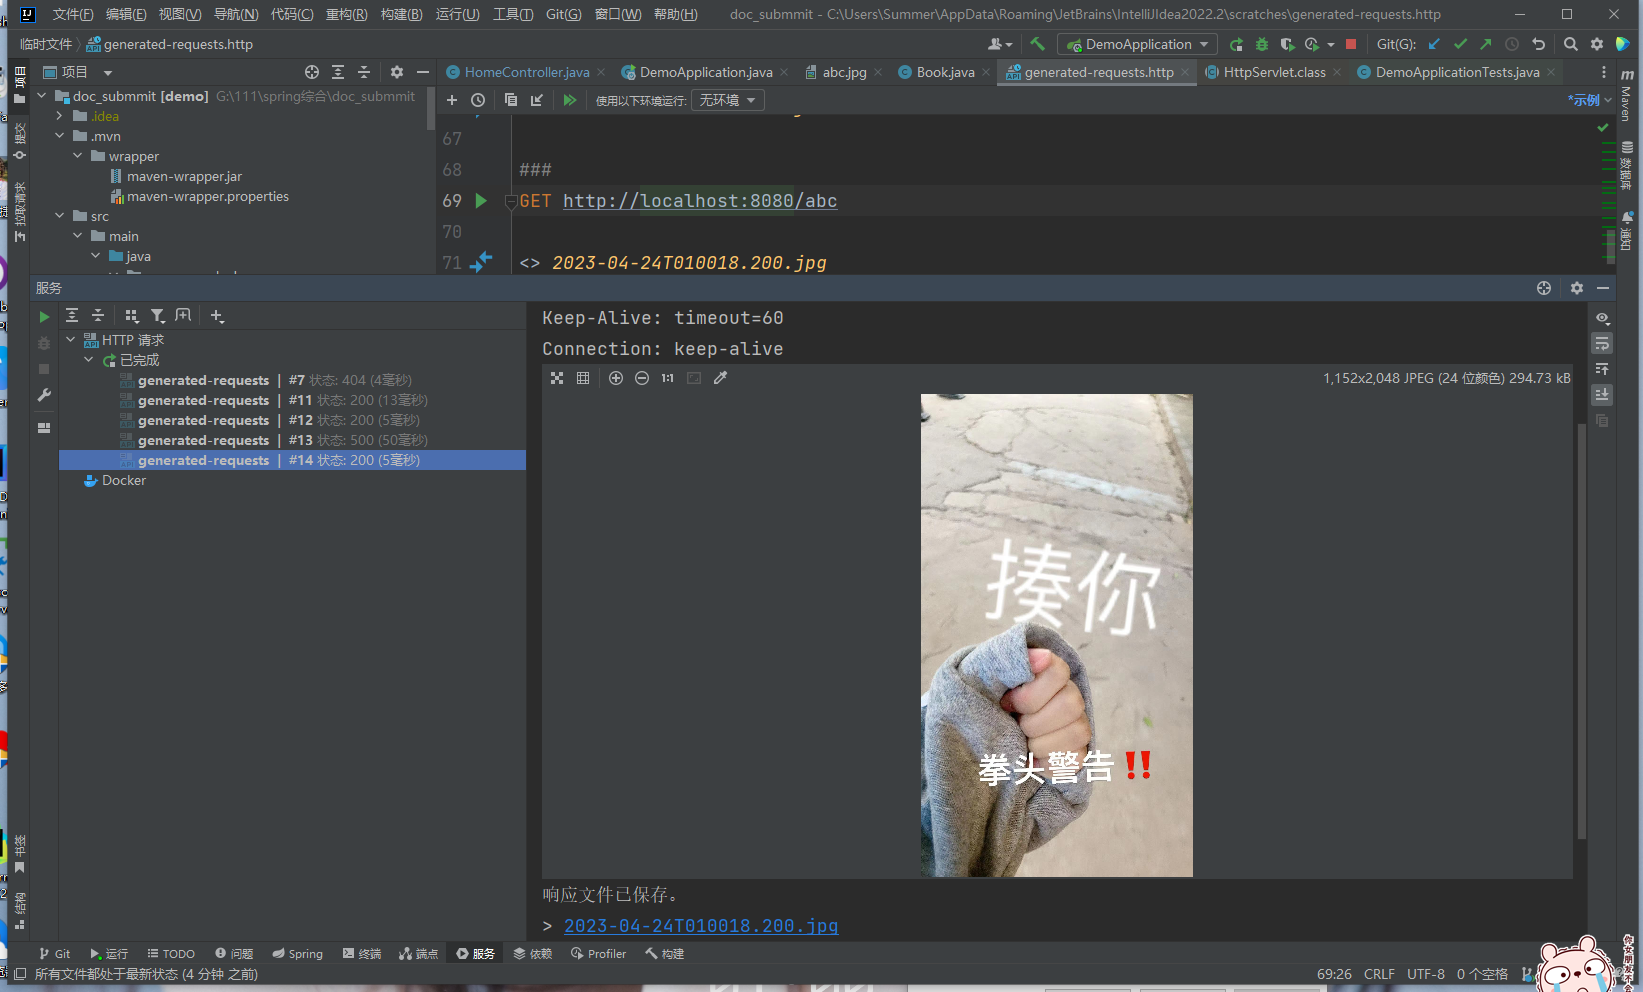 文件(F) 编辑(E) 视图(V) 导航(N) 代码(C) 重构(R) 构建(B) 运行(U) 工具(T) Git(G) 窗口(W) 帮助(H) doc_submmit - C:\Users\Summer\AppData\Roaming\JetBrains\IntelliJIdea2022.2\scratches\generated-requests.http
临时文件 generated-requests.http DemoApplication Git(G):
项目 HomeController.java DemoApplication.java abc.jpg Book.java generated-requests.http HttpServlet.class DemoApplicationTests.java
doc_submmit [demo] G:\111\spring综合\doc_submmit
使用以下环境运行: 无环境 *示例
.idea
.mvn
wrapper
maven-wrapper.jar
maven-wrapper.properties
src
main
java
67
68 ###
69 GET http://localhost:8080/abc
70
71 <> 2023-04-24T010018.200.jpg
项目
提交
拉取请求
书签
结构
m Maven
数据库
通知
服务
HTTP 请求
已完成
generated-requests | #7 状态: 404 (4毫秒)
generated-requests | #11 状态: 200 (13毫秒)
generated-requests | #12 状态: 200 (5毫秒)
generated-requests | #13 状态: 500 (50毫秒)
generated-requests | #14 状态: 200 (5毫秒)
Docker
Keep-Alive: timeout=60
Connection: keep-alive
1:1 1,152x2,048 JPEG (24 位颜色) 294.73 kB
揍你
拳头警告‼️
响应文件已保存。
> 2023-04-24T010018.200.jpg
Git 运行 TODO 问题 Spring 终端 端点 服务 依赖 Profiler 构建
所有文件都处于最新状态 (4 分钟 之前) 69:26 CRLF UTF-8 0 个空格